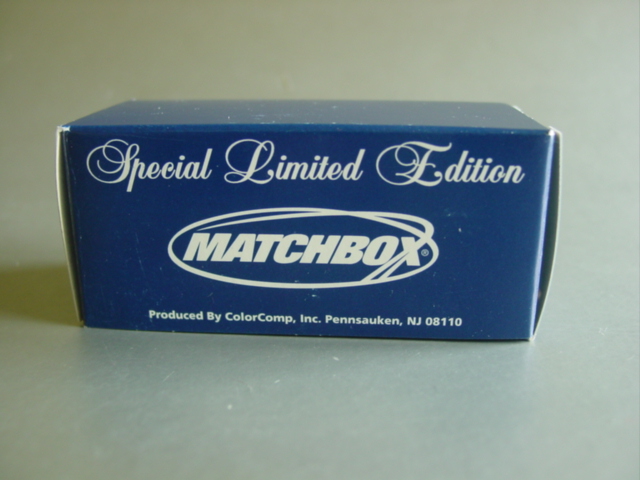 Special Limited Edition
MATCHBOX®
Produced By ColorComp, Inc. Pennsauken, NJ 08110